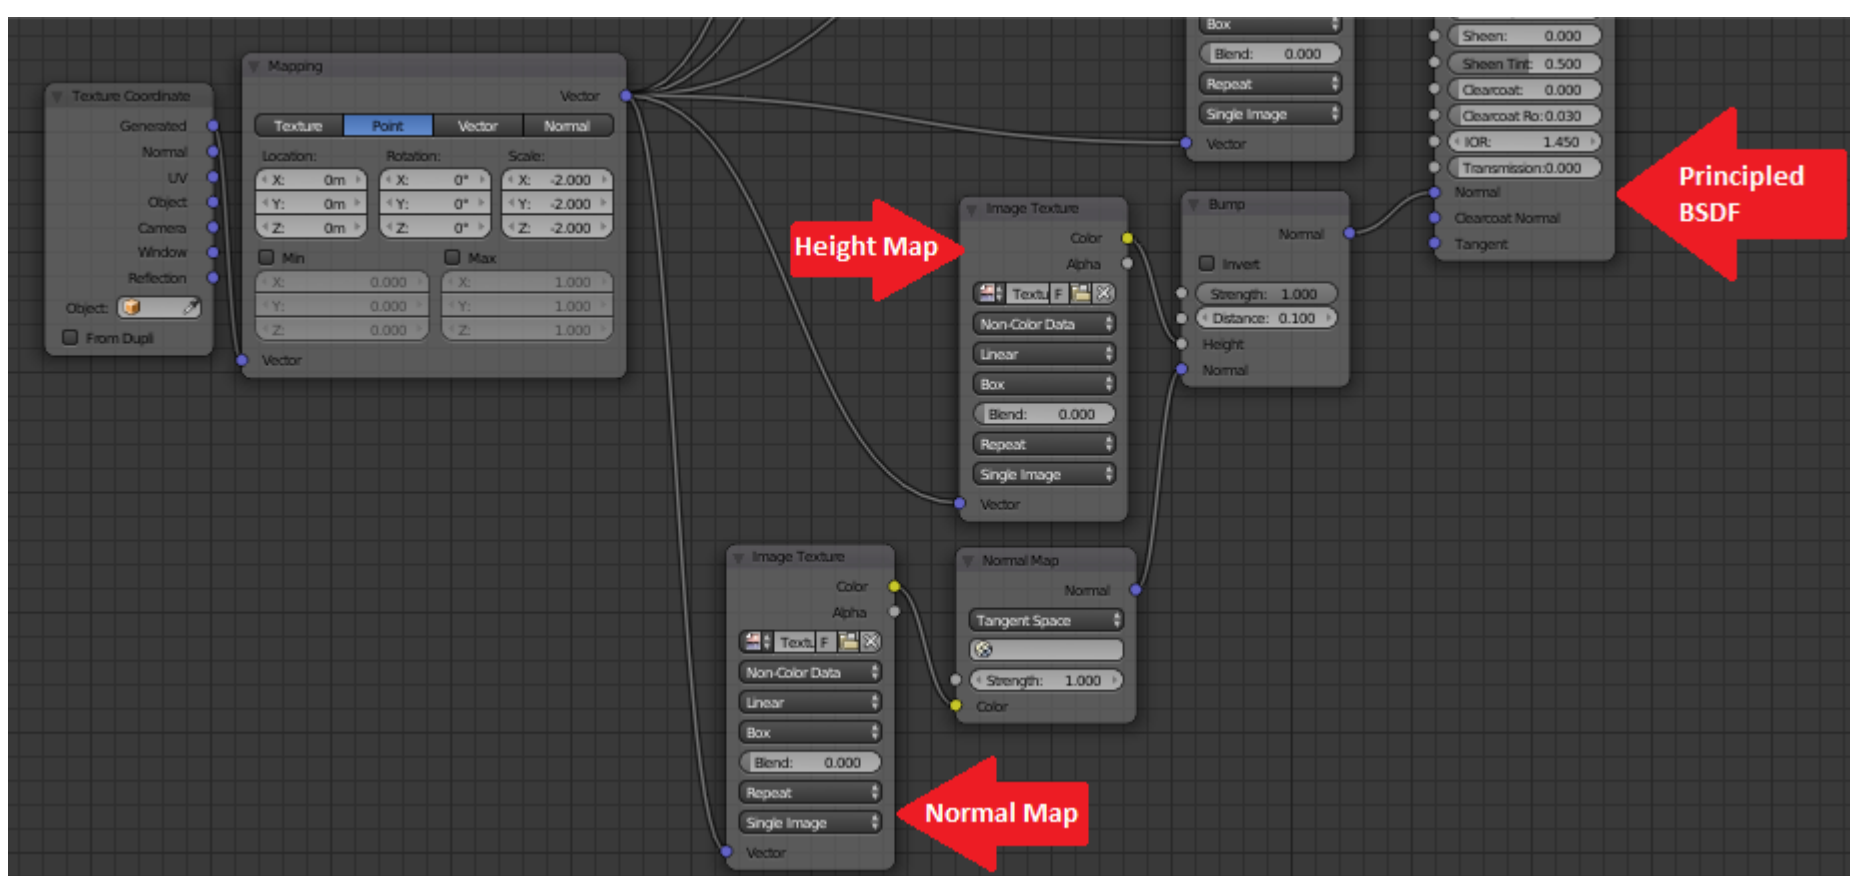 Texture Coordinate
Generated
Normal
UV
Object
Camera
Window
Reflection
Object:
From Dupli
Mapping
Vector
Texture Point Vector Normal
Location: Rotation: Scale:
X: 0m X: 0° X: -2.000
Y: 0m Y: 0° Y: -2.000
Z: 0m Z: 0° Z: -2.000
Min Max
X: 0.000 X: 1.000
Y: 0.000 Y: 1.000
Z: 0.000 Z: 1.000
Vector
Box
Blend: 0.000
Repeat
Single Image
Vector
Sheen: 0.000
Sheen Tint: 0.500
Clearcoat: 0.000
Clearcoat Ro: 0.030
IOR: 1.450
Transmission: 0.000
Normal
Clearcoat Normal
Tangent
Principled
BSDF
Height Map
Image Texture
Color
Alpha
Textu F
Non-Color Data
Linear
Box
Blend: 0.000
Repeat
Single Image
Vector
Bump
Normal
Invert
Strength: 1.000
Distance: 0.100
Height
Normal
Image Texture
Color
Alpha
Text F
Non-Color Data
Linear
Box
Blend: 0.000
Repeat
Single Image
Vector
Normal Map
Normal
Tangent Space
Strength: 1.000
Color
Normal Map